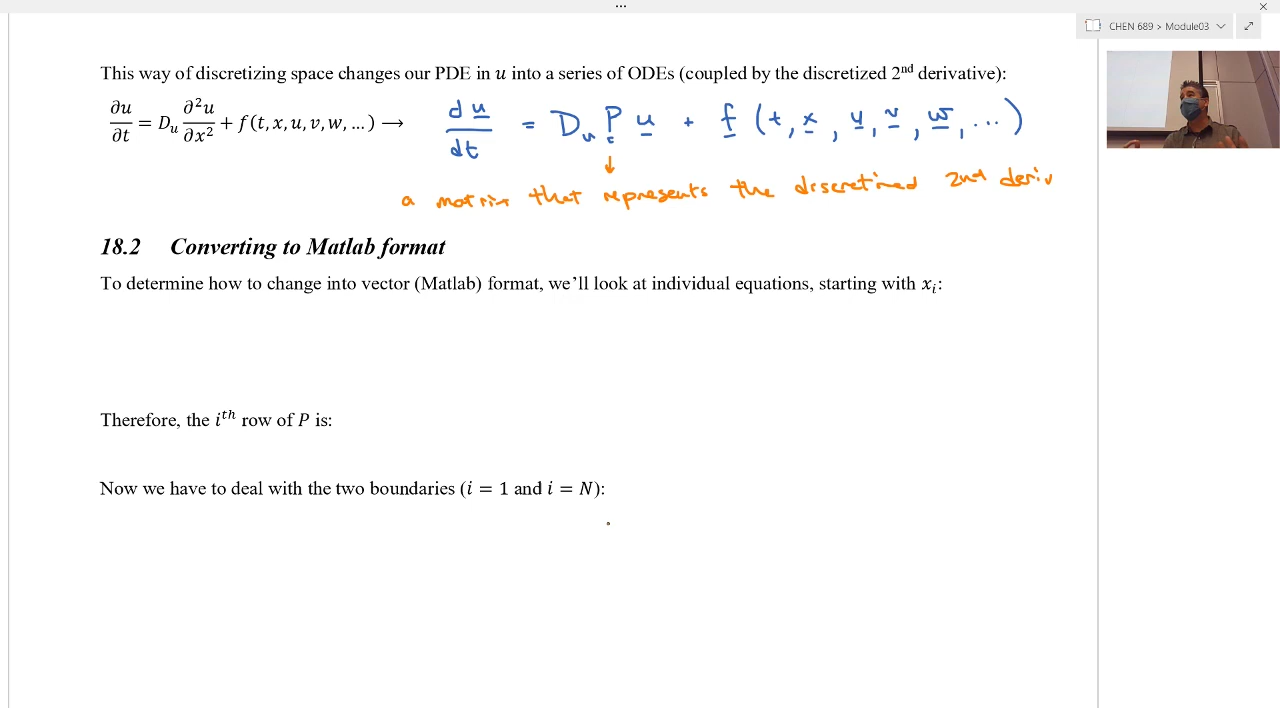 ...
CHEN 689 > Module03
This way of discretizing space changes our PDE in u into a series of ODEs (coupled by the discretized 2nd derivative):
∂u/∂t = D_u ∂²u/∂x² + f(t, x, u, v, w, …) ⟶ du/dt = D_u P u + f (t, x, u, v, w, ...)
↓
a matrix that represents the discretized 2nd deriv
18.2 Converting to Matlab format
To determine how to change into vector (Matlab) format, we'll look at individual equations, starting with xᵢ:
Therefore, the iᵗʰ row of P is:
Now we have to deal with the two boundaries (i = 1 and i = N):